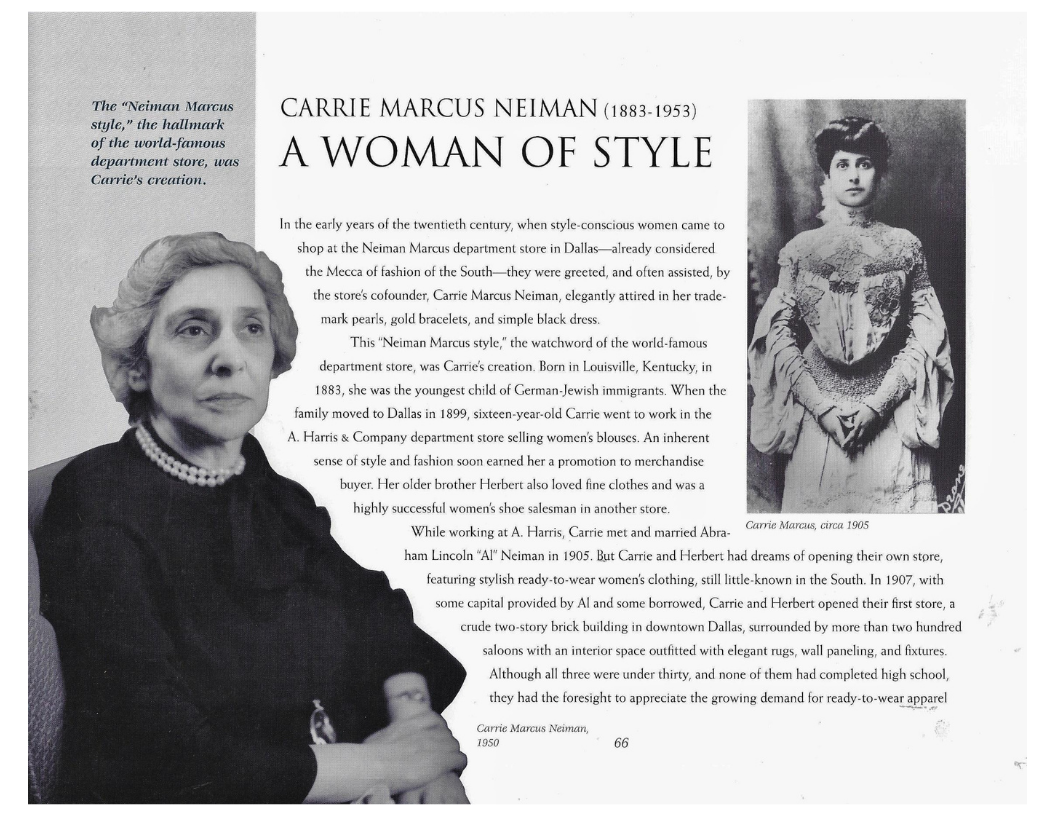 The “Neiman Marcus
style,” the hallmark
of the world-famous
department store, was
Carrie’s creation.
CARRIE MARCUS NEIMAN (1883-1953)
A WOMAN OF STYLE
In the early years of the twentieth century, when style-conscious women came to
shop at the Neiman Marcus department store in Dallas—already considered
the Mecca of fashion of the South—they were greeted, and often assisted, by
the store’s cofounder, Carrie Marcus Neiman, elegantly attired in her trade-
mark pearls, gold bracelets, and simple black dress.
This “Neiman Marcus style,” the watchword of the world-famous
department store, was Carrie’s creation. Born in Louisville, Kentucky, in
1883, she was the youngest child of German-Jewish immigrants. When the
family moved to Dallas in 1899, sixteen-year-old Carrie went to work in the
A. Harris & Company department store selling women’s blouses. An inherent
sense of style and fashion soon earned her a promotion to merchandise
buyer. Her older brother Herbert also loved fine clothes and was a
highly successful women’s shoe salesman in another store.
While working at A. Harris, Carrie met and married Abra-
ham Lincoln “Al” Neiman in 1905. But Carrie and Herbert had dreams of opening their own store,
featuring stylish ready-to-wear women’s clothing, still little-known in the South. In 1907, with
some capital provided by Al and some borrowed, Carrie and Herbert opened their first store, a
crude two-story brick building in downtown Dallas, surrounded by more than two hundred
saloons with an interior space outfitted with elegant rugs, wall paneling, and fixtures.
Although all three were under thirty, and none of them had completed high school,
they had the foresight to appreciate the growing demand for ready-to-wear apparel
Carrie Marcus, circa 1905
Carrie Marcus Neiman,
1950
66